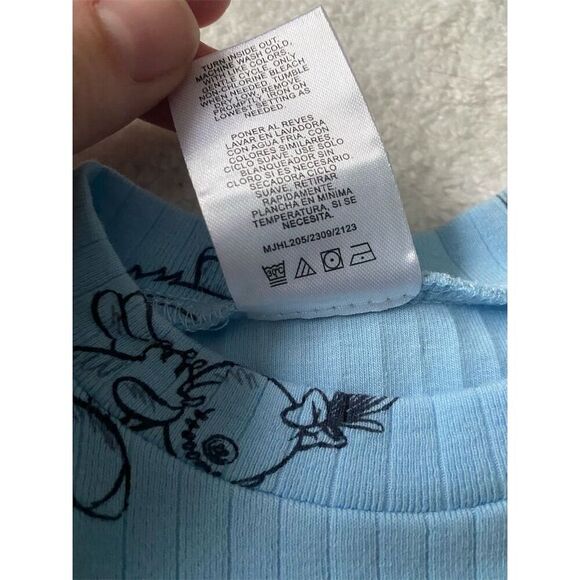 TURN INSIDE OUT,
MACHINE WASH COLD,
WITH LIKE COLORS,
GENTLE CYCLE. ONLY
NON-CHLORINE BLEACH
WHEN NEEDED. TUMBLE
DRY LOW, REMOVE
PROMPTLY. IRON ON
LOWEST SETTING AS
NEEDED.
PONER AL REVES
LAVAR EN LAVADORA
CON AGUA FRIA, CON
COLORES SIMILARES,
CICLO SUAVE. USE SOLO
BLANQUEADOR SIN
CLORO SI ES NECESARIO.
SECADORA CICLO
SUAVE, RETIRAR
RAPIDAMENTE
PLANCHA EN MINIMA
TEMPERATURA, SI SE
NECESITA.
MJHL205/2309/2123
30°C